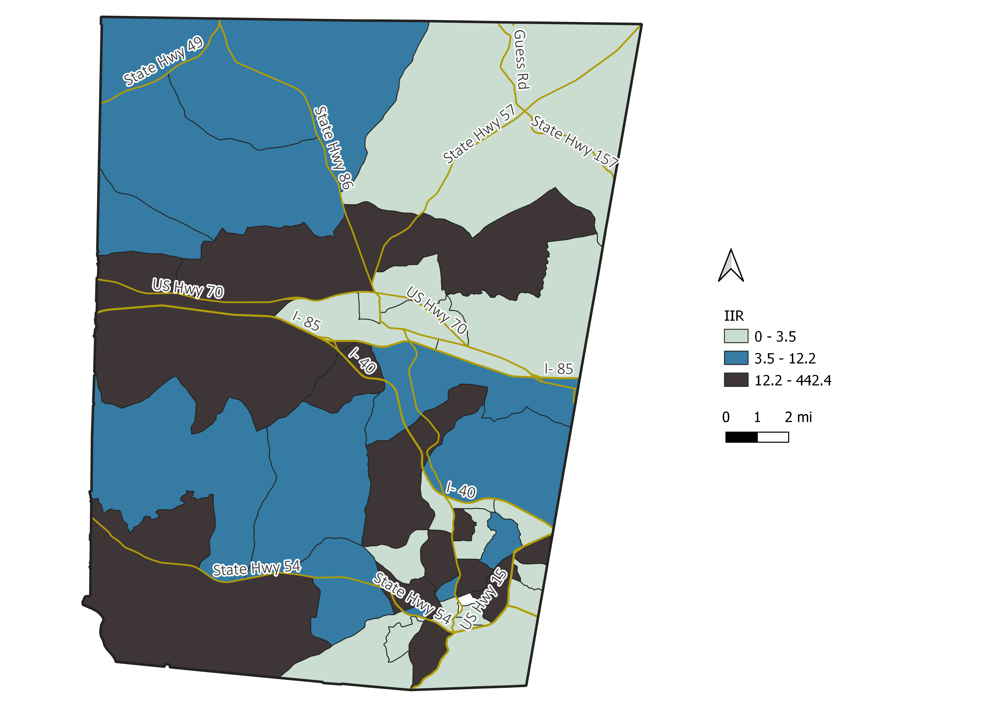 State Hwy 49
Guess Rd
State Hwy 57
State Hwy 157
State Hwy 86
US Hwy 70
US Hwy 70
I- 85
I- 40
I- 85
I- 40
State Hwy 54
State Hwy 54
US Hwy 15
IIR
0 - 3.5
3.5 - 12.2
12.2 - 442.4
0 1 2 mi